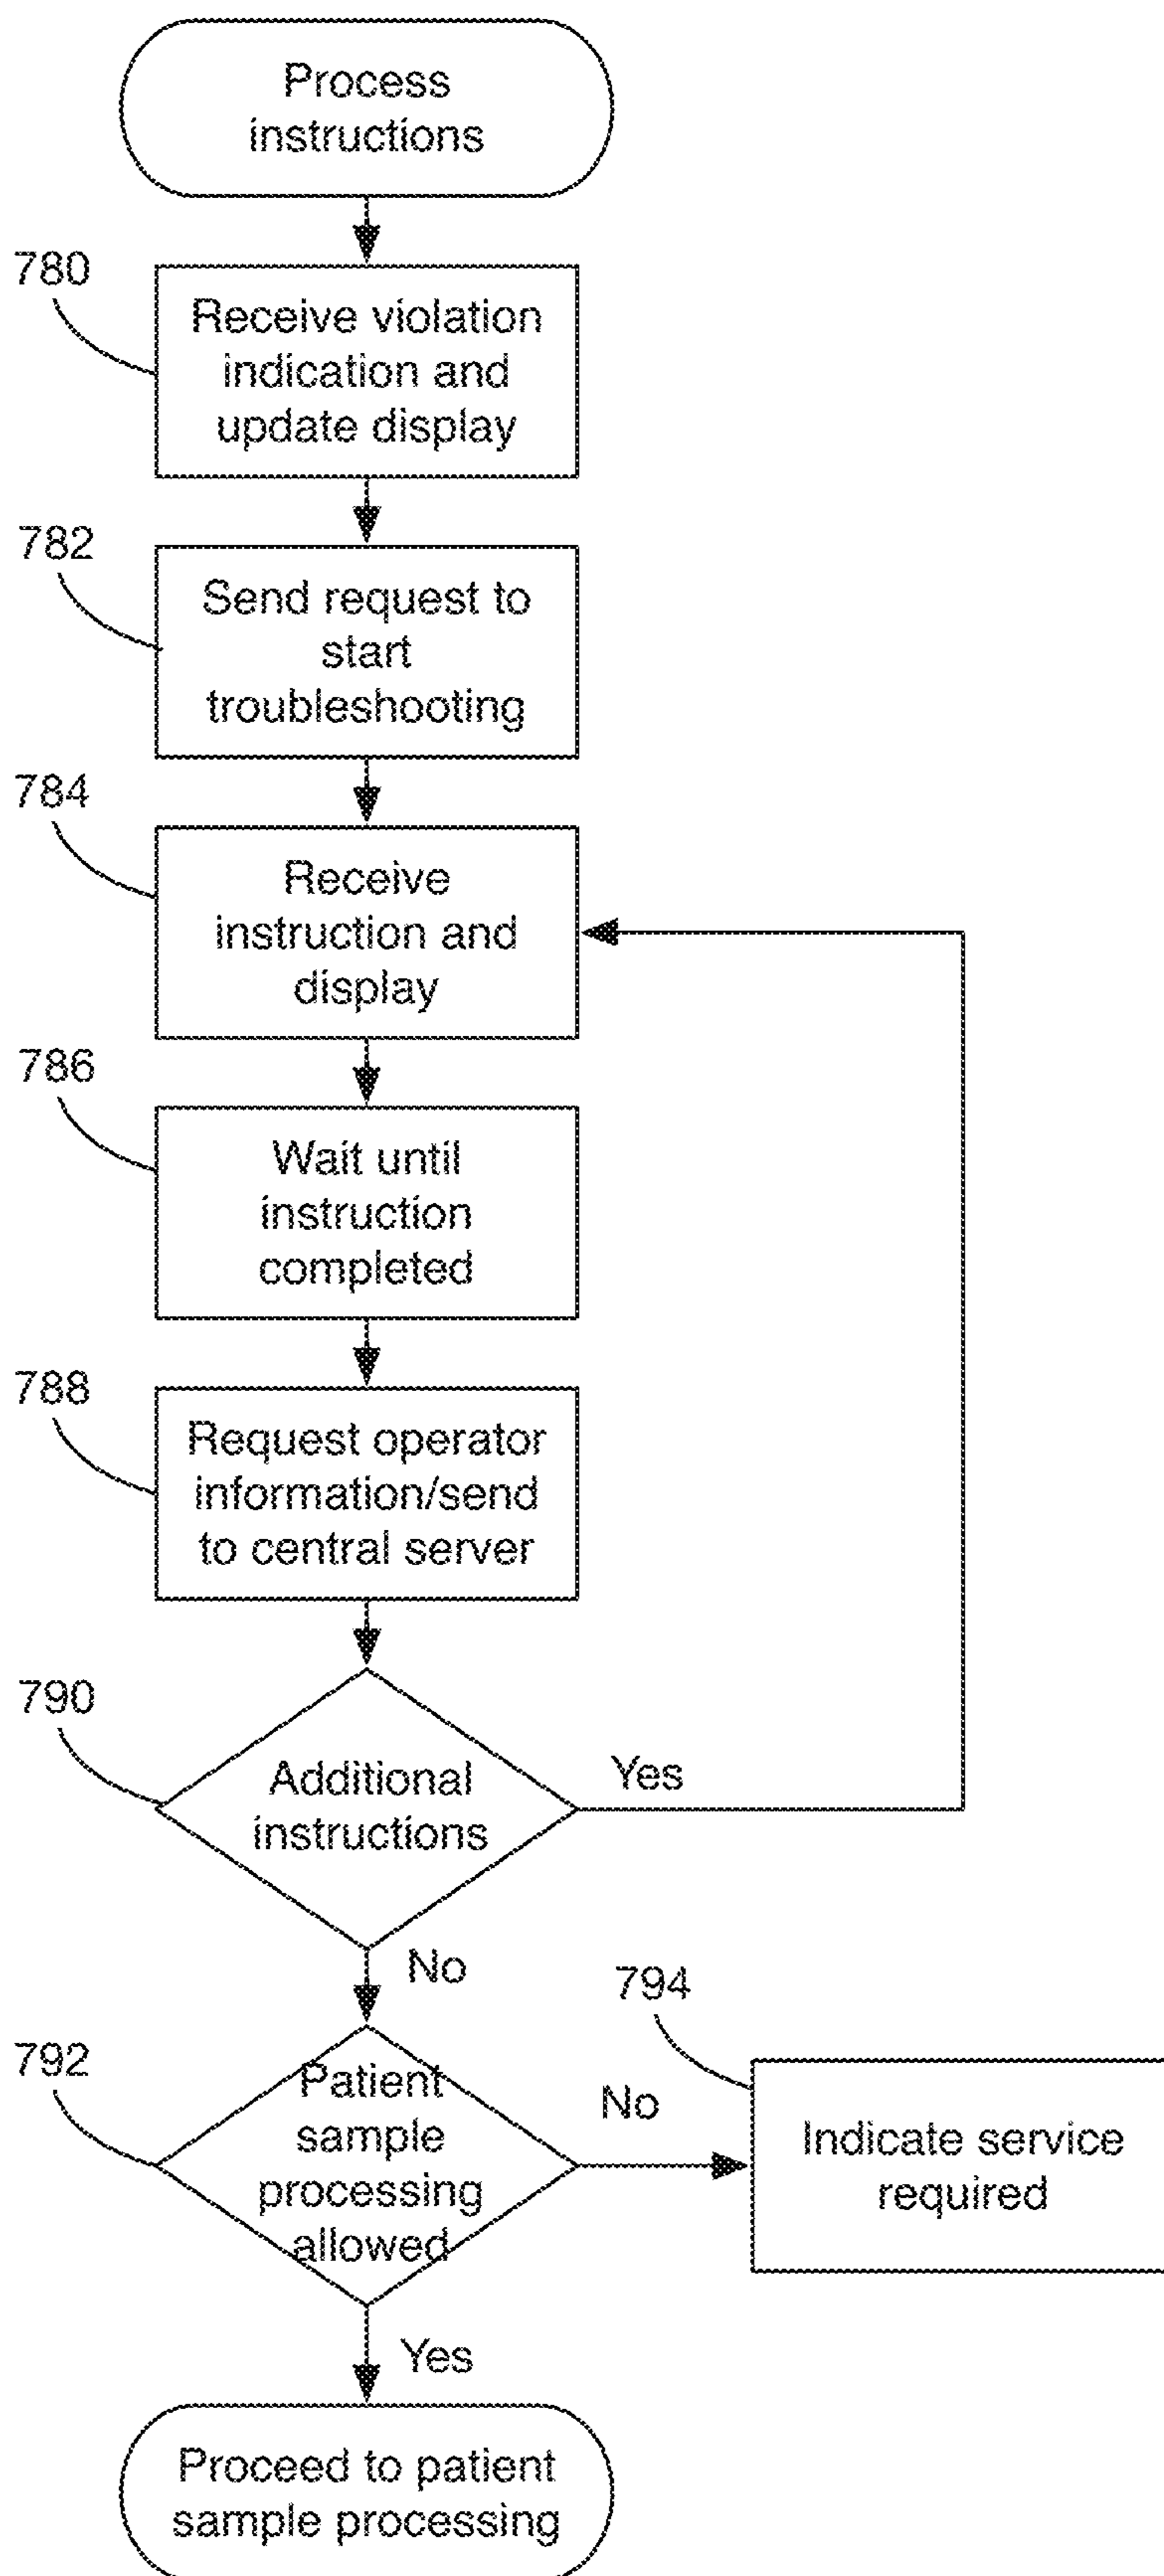 Process
instructions
780
Receive violation
indication and
update display
782
Send request to
start
troubleshooting
784
Receive
instruction and
display
786
Wait until
instruction
completed
788
Request operator
information/send
to central server
790
Additional
instructions
Yes
No
792
Patient
sample
processing
allowed
No
794
Indicate service
required
Yes
Proceed to patient
sample processing